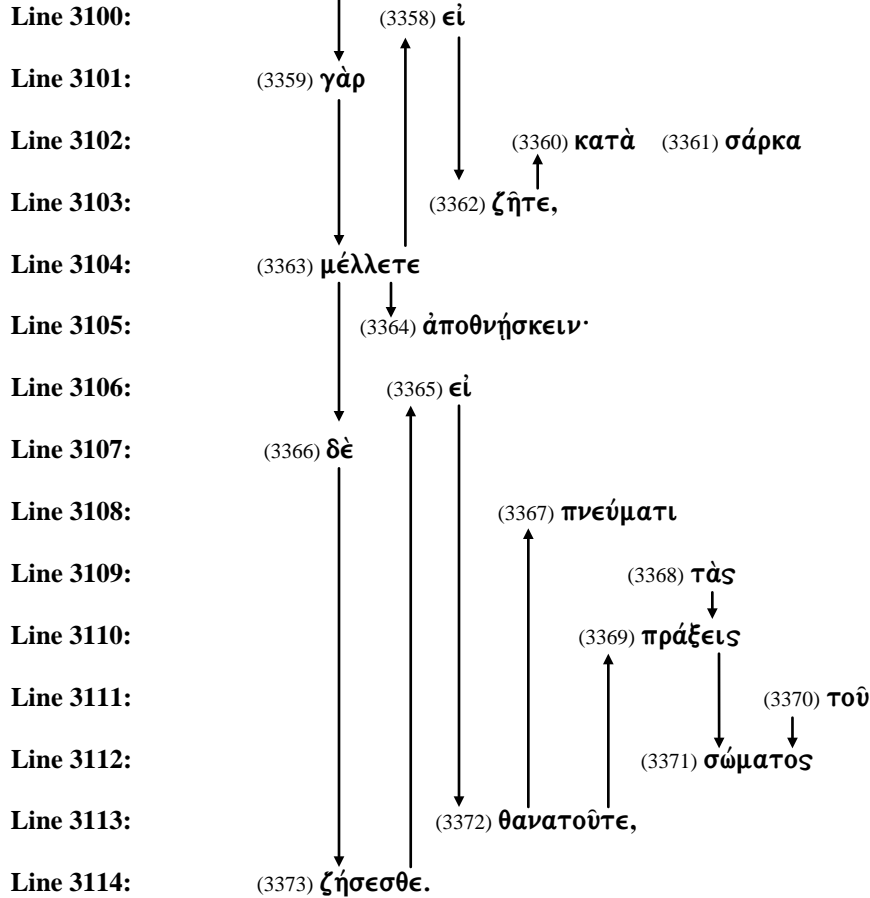 Line 3100: (3358) εἰ
Line 3101: (3359) γὰρ
Line 3102: (3360) κατὰ (3361) σάρκα
Line 3103: (3362) ζῆτε,
Line 3104: (3363) μέλλετε
Line 3105: (3364) ἀποθνῄσκειν·
Line 3106: (3365) εἰ
Line 3107: (3366) δὲ
Line 3108: (3367) πνεύματι
Line 3109: (3368) τὰς
Line 3110: (3369) πράξεις
Line 3111: (3370) τοῦ
Line 3112: (3371) σώματος
Line 3113: (3372) θανατοῦτε,
Line 3114: (3373) ζήσεσθε.